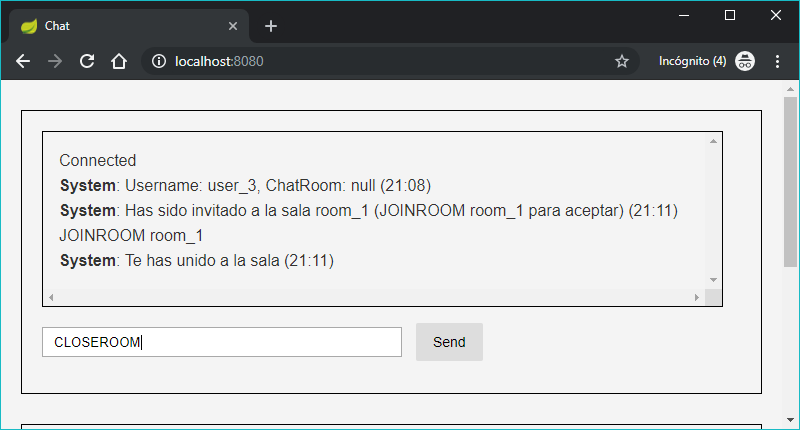 Chat
localhost:8080
Incógnito (4)
Connected
System: Username: user_3, ChatRoom: null (21:08)
System: Has sido invitado a la sala room_1 (JOINROOM room_1 para aceptar) (21:11)
JOINROOM room_1
System: Te has unido a la sala (21:11)
CLOSEROOM
Send